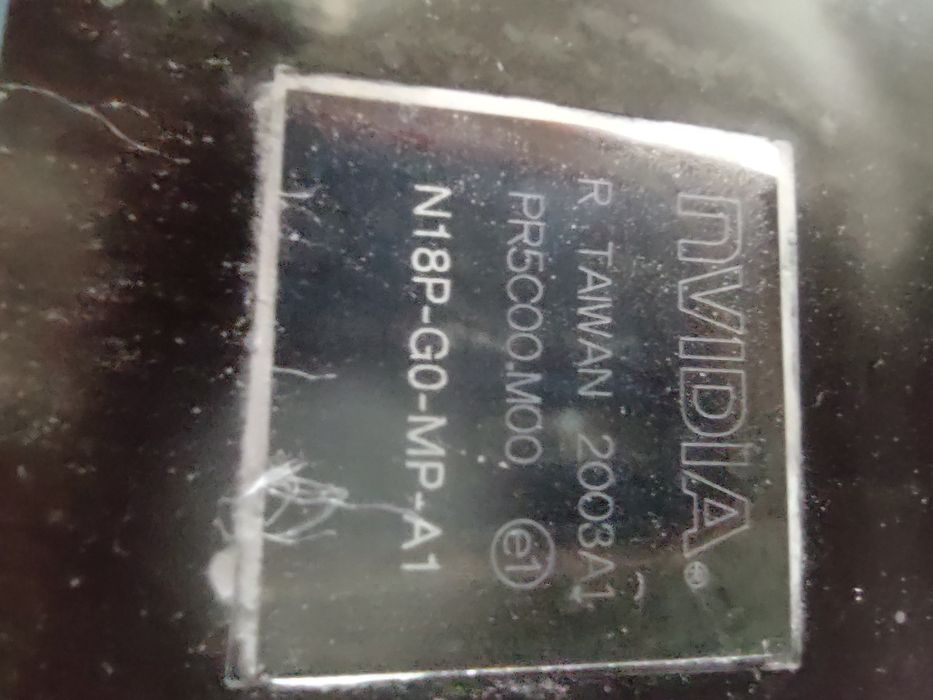 NVIDIA®
R TAIWAN 2003A1
PR5C00.M00 e1
N18P-G0-MP-A1